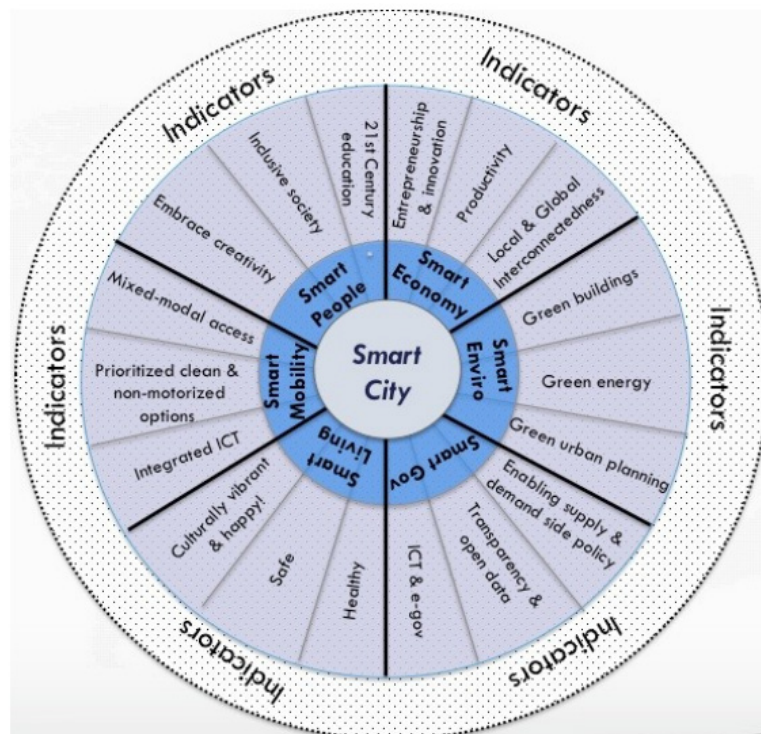 Smart
City
Smart
People
Smart
Economy
Smart
Enviro
Smart Gov
Smart
Living
Smart
Mobility
21st Century
education
Inclusive society
Embrace creativity
Entrepreneurship
& innovation
Productivity
Local & Global
Interconnectedness
Green buildings
Green energy
Green urban planning
Enabling supply &
demand side policy
Transparency &
open data
ICT & e-gov
Healthy
Safe
Culturally vibrant
& happy!
Integrated ICT
Prioritized clean &
non-motorized
options
Mixed-modal access
Indicators
Indicators
Indicators
Indicators
Indicators
Indicators